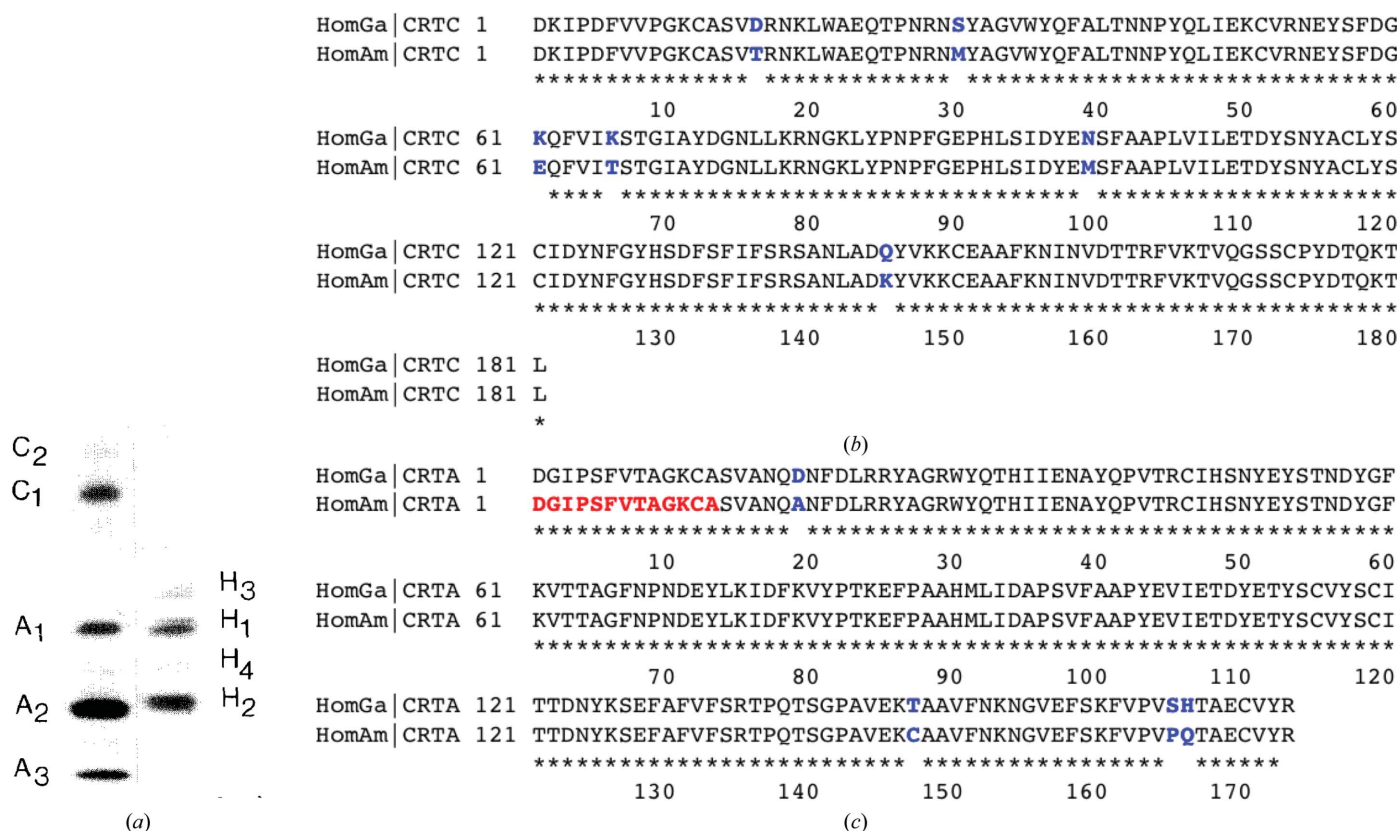 HomGa|CRTC 1 DKIPDFVVPGKCASVDRNKLWAEQTPNRNSYAGVWYQFALTNNPYQLIEKCVRNEYSFDG
HomAm|CRTC 1 DKIPDFVVPGKCASVTRNKLWAEQTPNRNMYAGVWYQFALTNNPYQLIEKCVRNEYSFDG
*************** ************* ******************************
10 20 30 40 50 60
HomGa|CRTC 61 KQFVIKSTGIAYDGNLLKRNGKLYPNPFGEPHLSIDYENSFAAPLVILETDYSNYACLYS
HomAm|CRTC 61 EQFVITSTGIAYDGNLLKRNGKLYPNPFGEPHLSIDYEMSFAAPLVILETDYSNYACLYS
**** ******************************** *********************
70 80 90 100 110 120
HomGa|CRTC 121 CIDYNFGYHSDFSFIFSRSANLADQYVKKCEAAFKNINVDTTRFVKTVQGSSCPYDTQKT
HomAm|CRTC 121 CIDYNFGYHSDFSFIFSRSANLADKYVKKCEAAFKNINVDTTRFVKTVQGSSCPYDTQKT
************************ ***********************************
130 140 150 160 170 180
HomGa|CRTC 181 L
HomAm|CRTC 181 L
*
(b)
HomGa|CRTA 1 DGIPSFVTAGKCASVANQDNFDLRRYAGRWYQTHIIENAYQPVTRCIHSNYEYSTNDYGF
HomAm|CRTA 1 DGIPSFVTAGKCASVANQANFDLRRYAGRWYQTHIIENAYQPVTRCIHSNYEYSTNDYGF
****************** *****************************************
10 20 30 40 50 60
HomGa|CRTA 61 KVTTAGFNPNDEYLKIDFKVYPTKEFPAAHMLIDAPSVFAAPYEVIETDYETYSCVYSCI
HomAm|CRTA 61 KVTTAGFNPNDEYLKIDFKVYPTKEFPAAHMLIDAPSVFAAPYEVIETDYETYSCVYSCI
************************************************************
70 80 90 100 110 120
HomGa|CRTA 121 TTDNYKSEFAFVFSRTPQTSGPAVEKTAAVFNKNGVEFSKFVPVSHTAECVYR
HomAm|CRTA 121 TTDNYKSEFAFVFSRTPQTSGPAVEKCAAVFNKNGVEFSKFVPVPQTAECVYR
************************** *****************  *******
130 140 150 160 170
(c)
C2
C1
A1
A2
A3
H3
H1
H4
H2
(a)